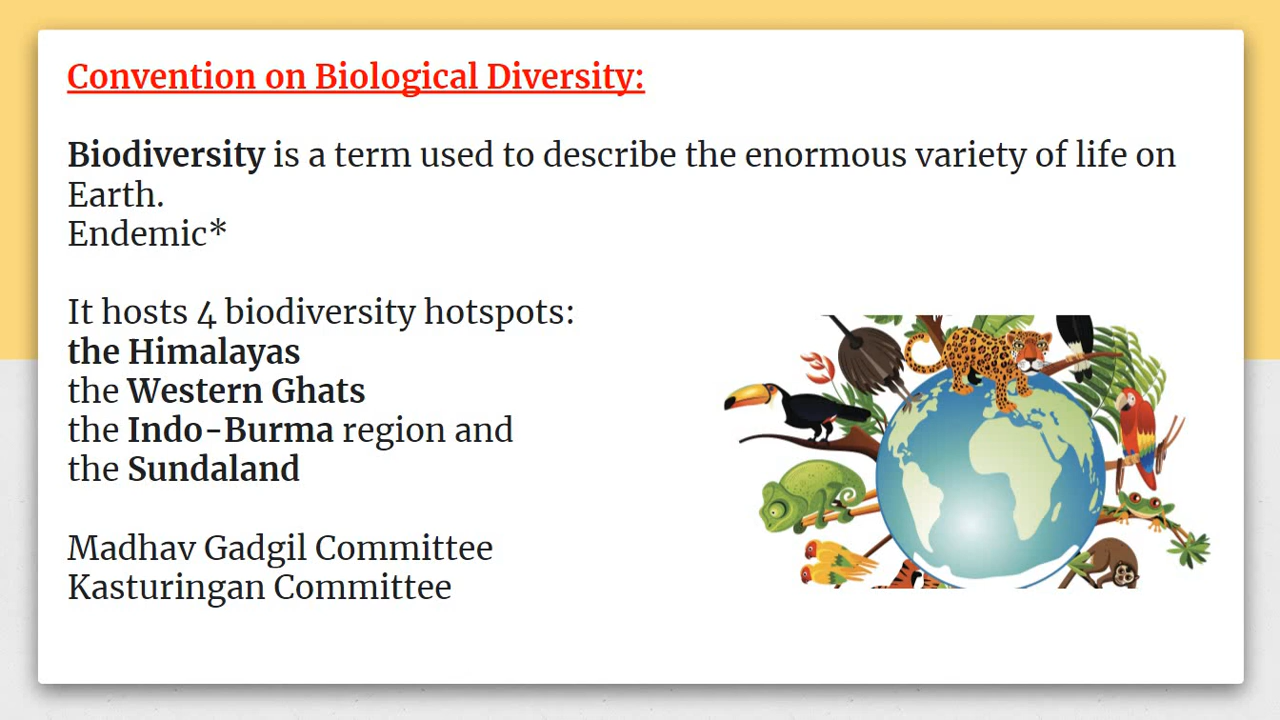 Convention on Biological Diversity:
Biodiversity is a term used to describe the enormous variety of life on
Earth.
Endemic*
It hosts 4 biodiversity hotspots:
the Himalayas
the Western Ghats
the Indo-Burma region and
the Sundaland
Madhav Gadgil Committee
Kasturingan Committee